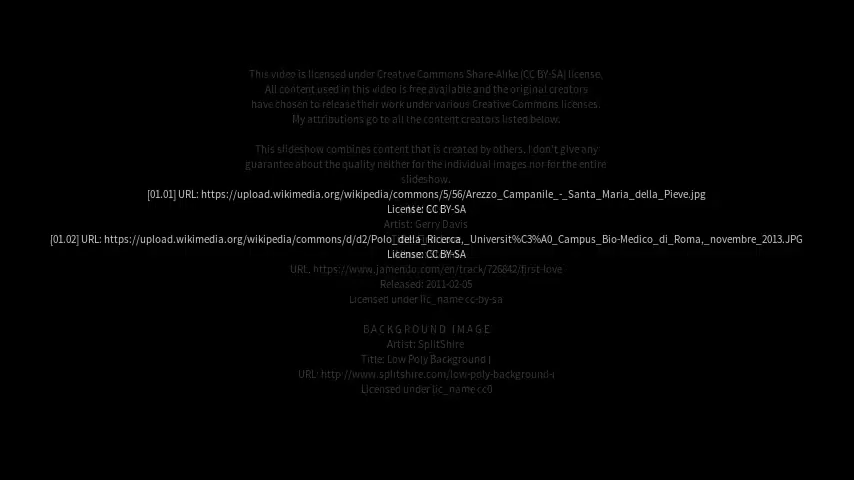 This video is licensed under Creative Commons Share-Alike (CC BY-SA) license.
All content used in this video is free available and the original creators
have chosen to release their work under various Creative Commons licenses.
My attributions go to all the content creators listed below.
This slideshow combines content that is created by others, I don't give any
guarantee about the quality neither for the individual images nor for the entire
slideshow.
[01.01] URL: https://upload.wikimedia.org/wikipedia/commons/5/56/Arezzo_Campanile_-_Santa_Maria_della_Pieve.jpg
License: CC BY-SA
Artist: Gerry Davis
[01.02] URL: https://upload.wikimedia.org/wikipedia/commons/d/d2/Polo_della_Ricerca,_Universit%C3%A0_Campus_Bio-Medico_di_Roma,_novembre_2013.JPG
License: CC BY-SA
URL: https://www.jamendo.com/en/track/726842/first-love
Released: 2011-02-05
Licensed under lic_name cc-by-sa
BACKGROUND IMAGE
Artist: SplitShire
Title: Low Poly Background I
URL: http://www.splitshire.com/low-poly-background-i
Licensed under lic_name cc0